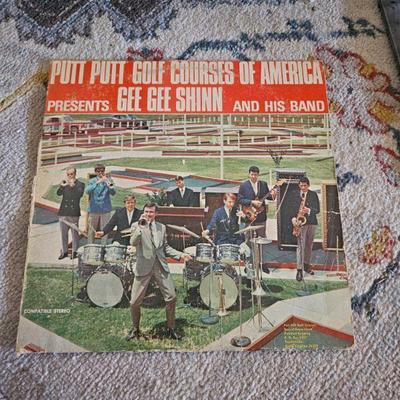 PUTT PUTT GOLF COURSES OF AMERICA
PRESENTS GEE GEE SHINN AND HIS BAND
COMPATIBLE STEREO